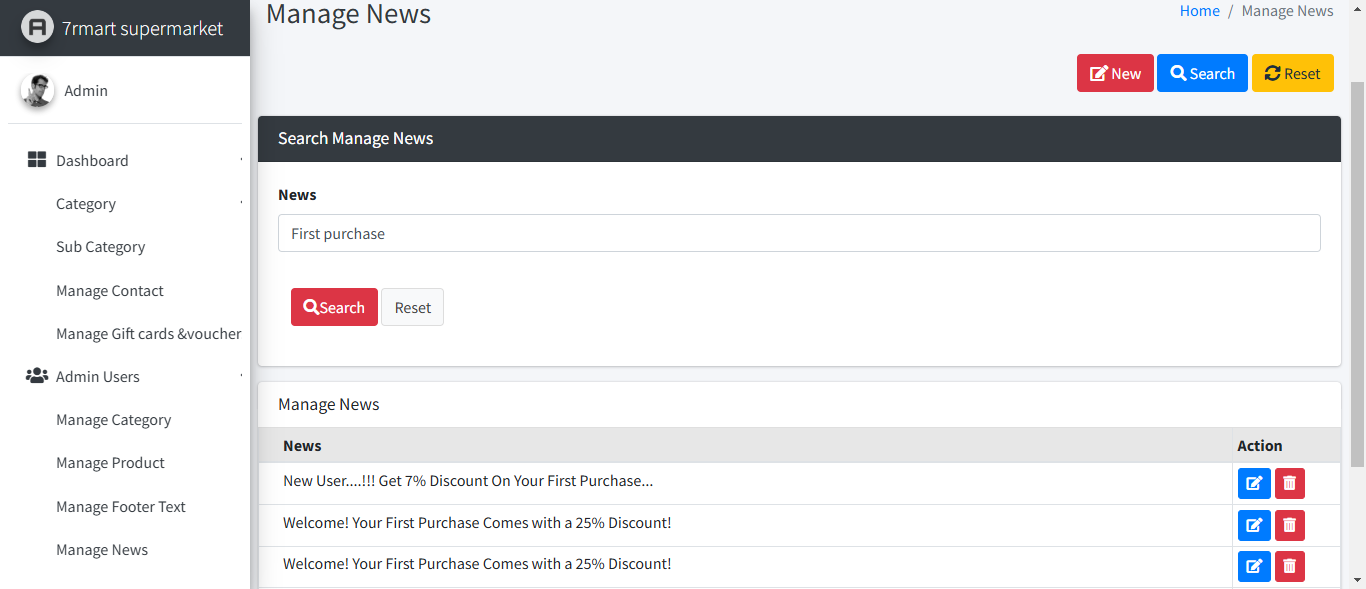 7rmart supermarket
Admin
Dashboard
Category
Sub Category
Manage Contact
Manage Gift cards &voucher
Admin Users
Manage Category
Manage Product
Manage Footer Text
Manage News
Manage News
Home / Manage News
New Search Reset
Search Manage News
News
First purchase
Search Reset
Manage News
News Action
New User....!!! Get 7% Discount On Your First Purchase...
Welcome! Your First Purchase Comes with a 25% Discount!
Welcome! Your First Purchase Comes with a 25% Discount!